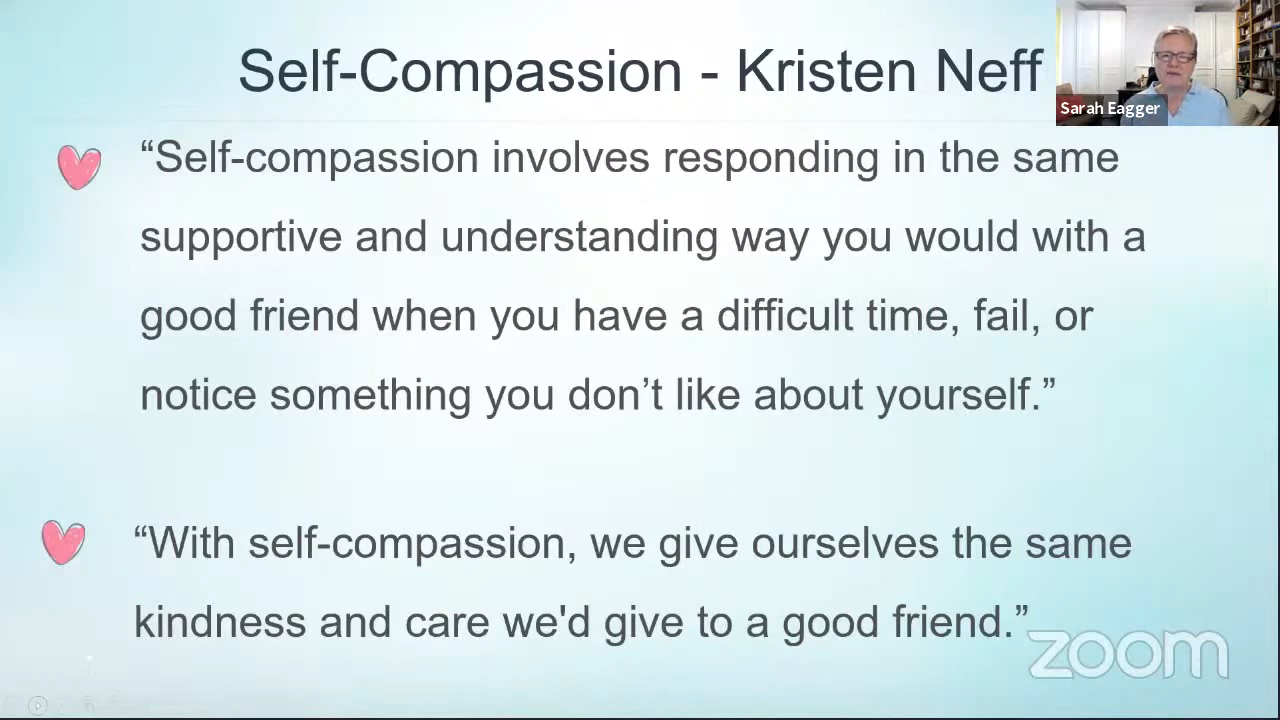 Self-Compassion - Kristen Neff
Sarah Eagger
“Self-compassion involves responding in the same
supportive and understanding way you would with a
good friend when you have a difficult time, fail, or
notice something you don’t like about yourself.”
“With self-compassion, we give ourselves the same
kindness and care we'd give to a good friend.”
zoom